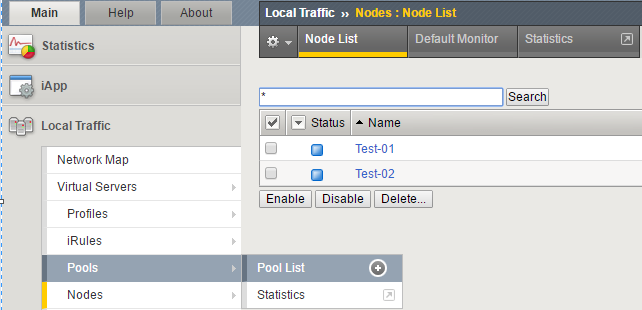 Main Help About
Statistics
iApp
Local Traffic
Network Map
Virtual Servers
Profiles
iRules
Pools
Nodes
Pool List
Statistics
Local Traffic ›› Nodes : Node List
Node List Default Monitor Statistics
* Search
Status Name
Test-01
Test-02
Enable Disable Delete...